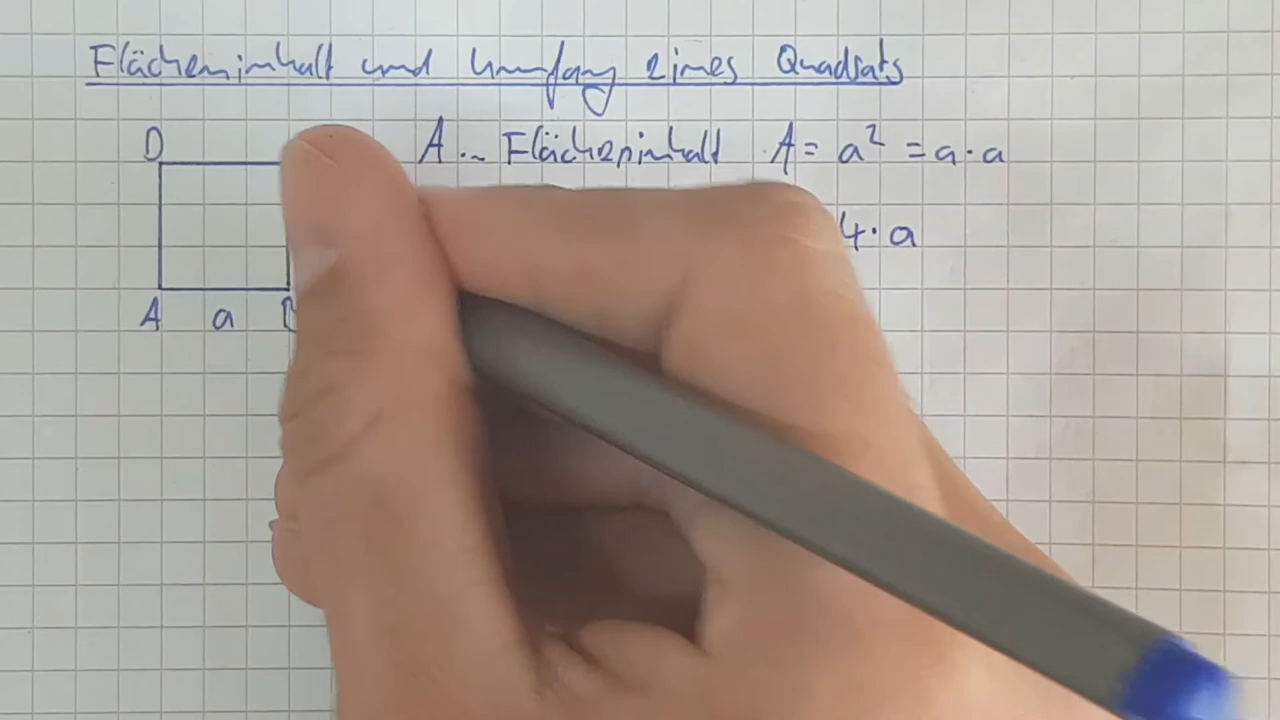 Flächeninhalt und Umfang eines Quadrats
D
A .. Flächeninhalt A = a² = a · a
4 · a
A a B